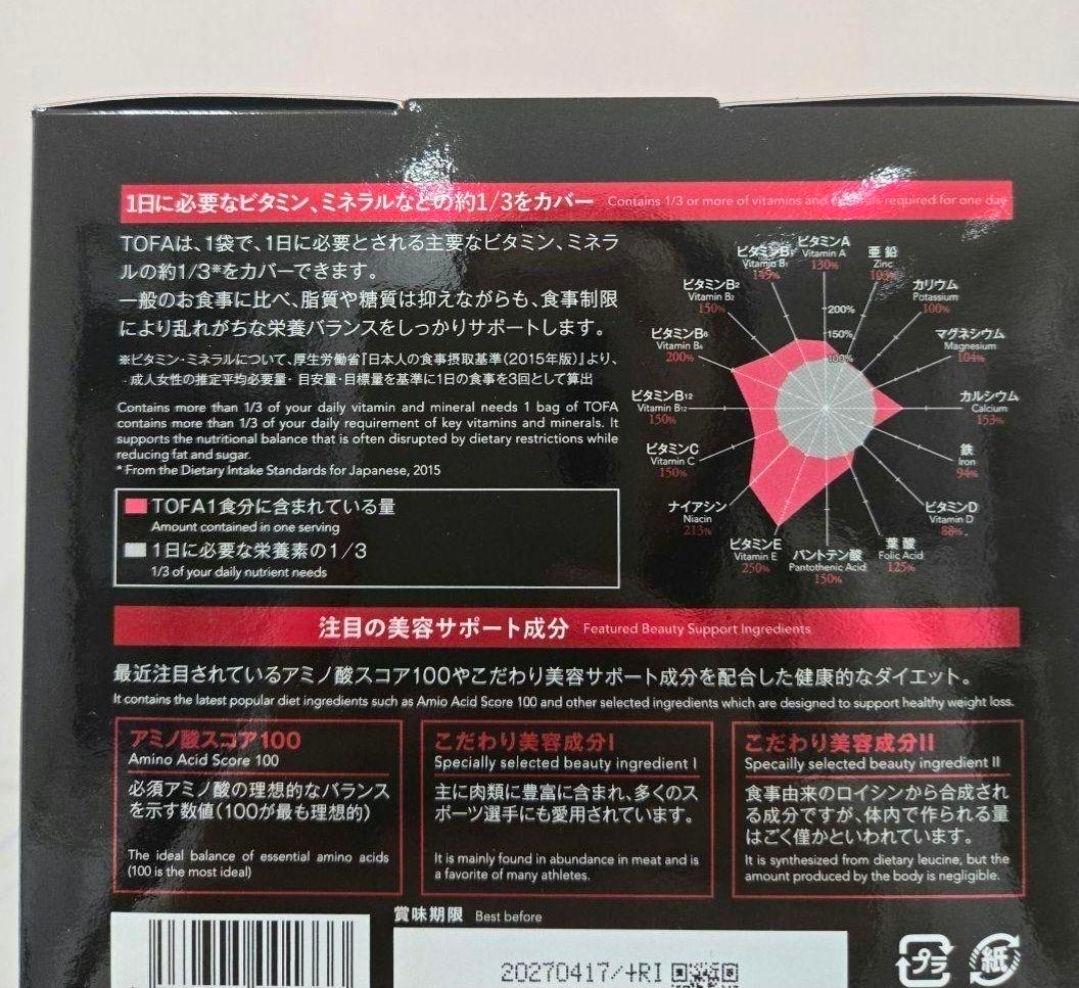 1日に必要なビタミン、ミネラルなどの約1/3をカバー Contains 1/3 or more of vitamins and required for one day
TOFAは、1袋で、1日に必要とされる主要なビタミン、ミネラ
ルの約1/3*をカバーできます。
一般のお食事に比べ、脂質や糖質は抑えながらも、食事制限
により乱れがちな栄養バランスをしっかりサポートします。
※ビタミン・ミネラルについて、厚生労働省『日本人の食事摂取基準(2015年版)』より、
成人女性の推定平均必要量・目安量・目標量を基準に1日の食事を3回として算出
Contains more than 1/3 of your daily vitamin and mineral needs 1 bag of TOFA
contains more than 1/3 of your daily requirement of key vitamins and minerals. It
supports the nutritional balance that is often disrupted by dietary restrictions while
reducing fat and sugar.
* From the Dietary Intake Standards for Japanese, 2015
TOFA1食分に含まれている量
Amount contained in one serving
1日に必要な栄養素の1/3
1/3 of your daily nutrient needs
ビタミンA
Vitamin A
130%
亜鉛
Zinc
カリウム
Potassium
100%
マグネシウム
Magnesium
104%
カルシウム
Calcium
153%
鉄
Iron
94%
ビタミンD
Vitamin D
88%
葉酸
Folic Acid
125%
パントテン酸
Pantothenic Acid
150%
ビタミンE
Vitamin E
250%
ナイアシン
Niacin
213%
ビタミンC
Vitamin C
150%
ビタミンB12
Vitamin B12
150%
ビタミンB6
Vitamin B6
200%
ビタミンB2
Vitamin B2
150%
ビタミンB1
Vitamin B1
200%
150%
100%
注目の美容サポート成分 Featured Beauty Support Ingredients
最近注目されているアミノ酸スコア100やこだわり美容サポート成分を配合した健康的なダイエット。
It contains the latest popular diet ingredients such as Amio Acid Score 100 and other selected ingredients which are designed to support healthy weight loss.
アミノ酸スコア100
Amino Acid Score 100
必須アミノ酸の理想的なバランス
を示す数値(100が最も理想的)
The ideal balance of essential amino acids
(100 is the most ideal)
こだわり美容成分I
Specially selected beauty ingredient I
主に肉類に豊富に含まれ、多くのス
ポーツ選手にも愛用されています。
It is mainly found in abundance in meat and is
a favorite of many athletes.
こだわり美容成分II
Specailly selected beauty ingredient II
食事由来のロイシンから合成され
る成分ですが、体内で作られる量
はごく僅かといわれています。
It is synthesized from dietary leucine, but the
amount produced by the body is negligible.
賞味期限 Best before
20270417/+RI
プラ
紙